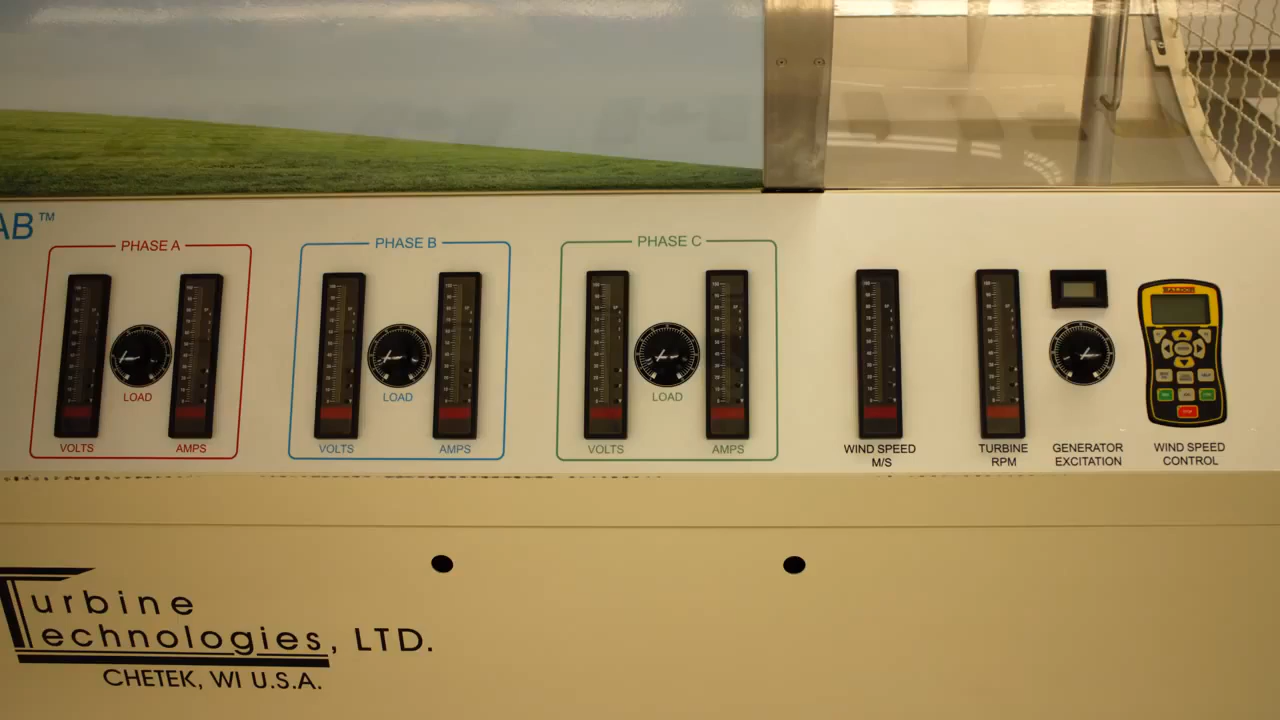 AB™
PHASE A
PHASE B
PHASE C
BALDOR
LOAD
LOAD
LOAD
VOLTS
AMPS
VOLTS
AMPS
VOLTS
AMPS
WIND SPEED
M/S
TURBINE
RPM
GENERATOR
EXCITATION
WIND SPEED
CONTROL
Turbine
Technologies, LTD.
CHETEK, WI U.S.A.